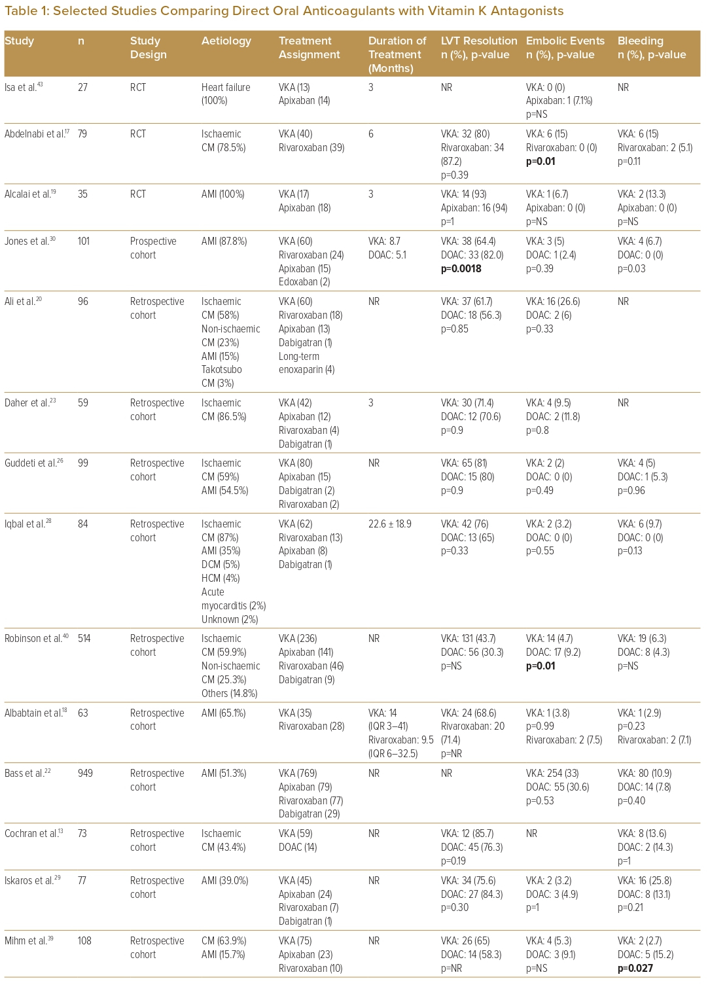 Table 1: Selected Studies Comparing Direct Oral Anticoagulants with Vitamin K Antagonists
Study n Study Design Aetiology Treatment Assignment Duration of Treatment (Months) LVT Resolution n (%), p-value Embolic Events n (%), p-value Bleeding n (%), p-value
Isa et al.43 27 RCT Heart failure VKA (13) 3 NR VKA: 0 (0) NR
(100%) Apixaban (14) Apixaban: 1 (7.1%)
p=NS
Abdelnabi et al.17 79 RCT Ischaemic VKA (40) 6 VKA: 32 (80) VKA: 6 (15) VKA: 6 (15)
CM (78.5%) Rivaroxaban (39) Rivaroxaban: 34 Rivaroxaban: 0 (0) Rivaroxaban: 2 (5.1)
(87.2) p=0.01 p=0.11
p=0.39
Alcalai et al.19 35 RCT AMI (100%) VKA (17) 3 VKA: 14 (93) VKA: 1 (6.7) VKA: 2 (13.3)
Apixaban (18) Apixaban: 16 (94) Apixaban: 0 (0) Apixaban: 0 (0)
p=1 p=NS p=NS
Jones et al.30 101 Prospective AMI (87.8%) VKA (60) VKA: 8.7 VKA: 38 (64.4) VKA: 3 (5) VKA: 4 (6.7)
cohort Rivaroxaban (24) DOAC: 5.1 DOAC: 33 (82.0) DOAC: 1 (2.4) DOAC: 0 (0)
Apixaban (15) p=0.0018 p=0.39 p=0.03
Edoxaban (2)
Ali et al.20 96 Retrospective Ischaemic VKA (60) NR VKA: 37 (61.7) VKA: 16 (26.6) NR
cohort CM (58%) Rivaroxaban (18) DOAC: 18 (56.3) DOAC: 2 (6)
Non-ischaemic Apixaban (13) p=0.85 p=0.33
CM (23%) Dabigatran (1)
AMI (15%) Long-term
Takotsubo enoxaparin (4)
CM (3%)
Daher et al.23 59 Retrospective Ischaemic VKA (42) 3 VKA: 30 (71.4) VKA: 4 (9.5) NR
cohort CM (86.5%) Apixaban (12) DOAC: 12 (70.6) DOAC: 2 (11.8)
Rivaroxaban (4) p=0.9 p=0.8
Dabigatran (1)
Guddeti et al.26 99 Retrospective Ischaemic VKA (80) NR VKA: 65 (81) VKA: 2 (2) VKA: 4 (5)
cohort CM (59%) Apixaban (15) DOAC: 15 (80) DOAC: 0 (0) DOAC: 1 (5.3)
AMI (54.5%) Dabigatran (2) p=0.9 p=0.49 p=0.96
Rivaroxaban (2)
Iqbal et al.28 84 Retrospective Ischaemic VKA (62) 22.6 ± 18.9 VKA: 42 (76) VKA: 2 (3.2) VKA: 6 (9.7)
cohort CM (87%) Rivaroxaban (13) DOAC: 13 (65) DOAC: 0 (0) DOAC: 0 (0)
AMI (35%) Apixaban (8) p=0.33 p=0.55 p=0.13
DCM (5%) Dabigatran (1)
HCM (4%)
Acute
myocarditis (2%)
Unknown (2%)
Robinson et al.40 514 Retrospective Ischaemic VKA (236) NR VKA: 131 (43.7) VKA: 14 (4.7) VKA: 19 (6.3)
cohort CM (59.9%) Apixaban (141) DOAC: 56 (30.3) DOAC: 17 (9.2) DOAC: 8 (4.3)
Non-ischaemic Rivaroxaban (46) p=NS p=0.01 p=NS
CM (25.3%) Dabigatran (9)
Others (14.8%)
Albabtain et al.18 63 Retrospective AMI (65.1%) VKA (35) VKA: 14 VKA: 24 (68.6) VKA: 1 (3.8) VKA: 1 (2.9)
cohort Rivaroxaban (28) (IQR 3–41) Rivaroxaban: 20 p=0.99 p=0.23
Rivaroxaban: 9.5 (71.4) Rivaroxaban: 2 (7.5) Rivaroxaban: 2 (7.1)
(IQR 6–32.5) p=NR
Bass et al.22 949 Retrospective AMI (51.3%) VKA (769) NR NR VKA: 254 (33) VKA: 80 (10.9)
cohort Apixaban (79) DOAC: 55 (30.6) DOAC: 14 (7.8)
Rivaroxaban (77) p=0.53 p=0.40
Dabigatran (29)
Cochran et al.13 73 Retrospective Ischaemic VKA (59) NR VKA: 12 (85.7) NR VKA: 8 (13.6)
cohort CM (43.4%) DOAC (14) DOAC: 45 (76.3) DOAC: 2 (14.3)
p=0.19 p=1
Iskaros et al.29 77 Retrospective AMI (39.0%) VKA (45) NR VKA: 34 (75.6) VKA: 2 (3.2) VKA: 16 (25.8)
cohort Apixaban (24) DOAC: 27 (84.3) DOAC: 3 (4.9) DOAC: 8 (13.1)
Rivaroxaban (7) p=0.30 p=1 p=0.21
Dabigatran (1)
Mihm et al.39 108 Retrospective CM (63.9%) VKA (75) NR VKA: 26 (65) VKA: 4 (5.3) VKA: 2 (2.7)
cohort AMI (15.7%) Apixaban (23) DOAC: 14 (58.3) DOAC: 3 (9.1) DOAC: 5 (15.2)
Rivaroxaban (10) p=NR p=NS p=0.027